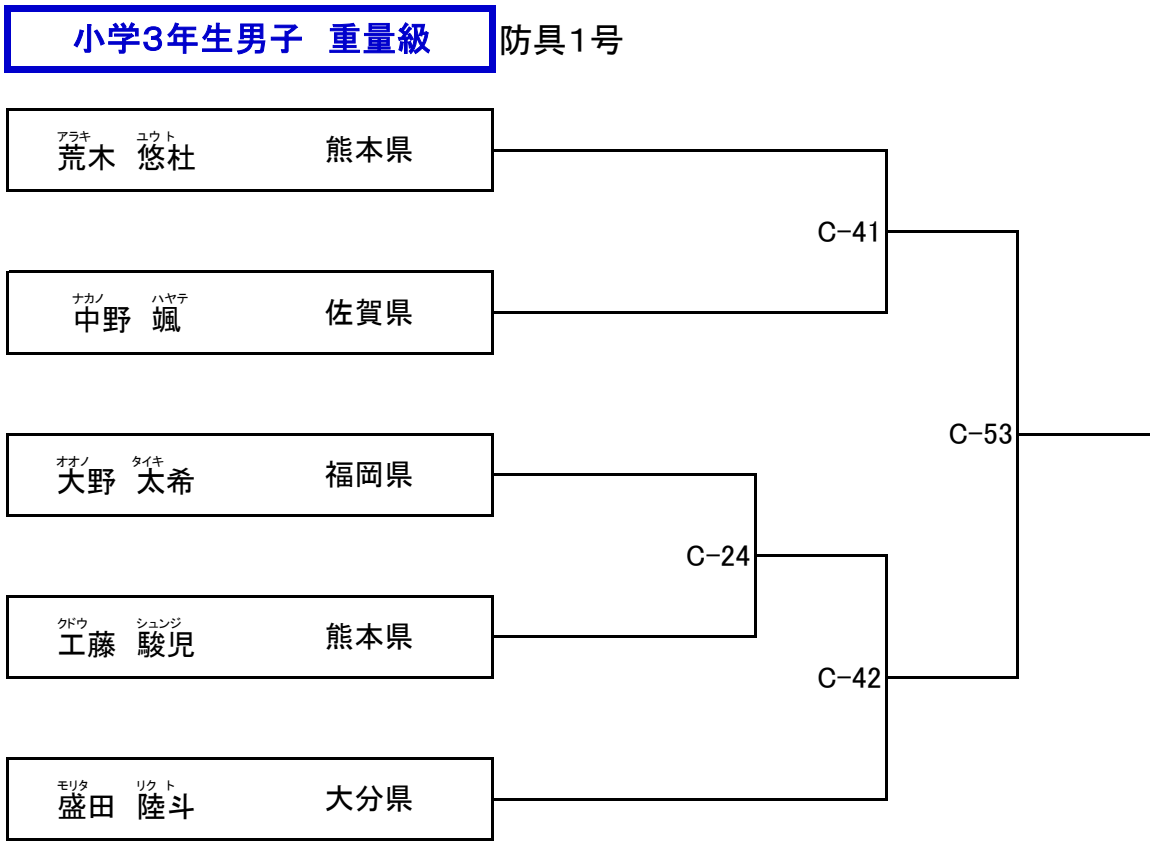 小学3年生男子　重量級 防具1号
アラキ　ユウ ト
荒木　悠杜　熊本県
C-41
ナカノ　ハヤテ
中野　颯　佐賀県
C-53
オオノ　タイキ
大野　太希　福岡県
C-24
クドウ　シュンジ
工藤　駿児　熊本県
C-42
モリタ　リク ト
盛田　陸斗　大分県